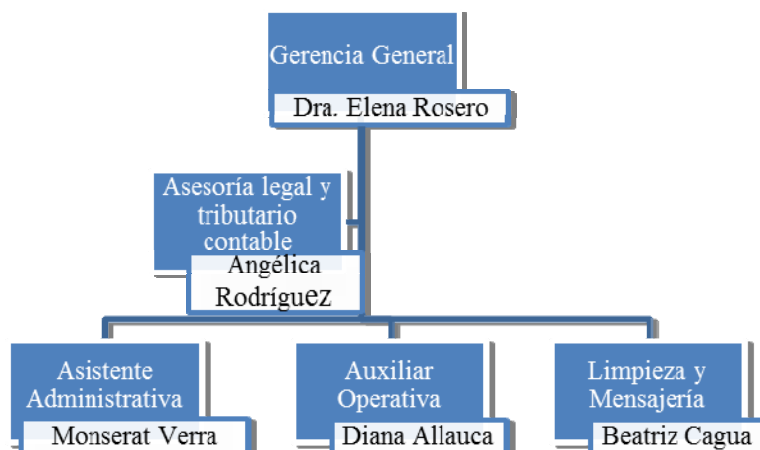 Gerencia General
Dra. Elena Rosero
Asesoría legal y
tributario
contable
Angélica
Rodríguez
Asistente
Administrativa
Monserat Verra
Auxiliar
Operativa
Diana Allauca
Limpieza y
Mensajería
Beatriz Cagua